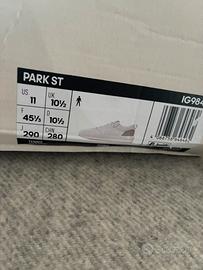 PARK ST
US
11
UK
10½
IG984
F
45⅓
D
10½
J
290
CHN
280